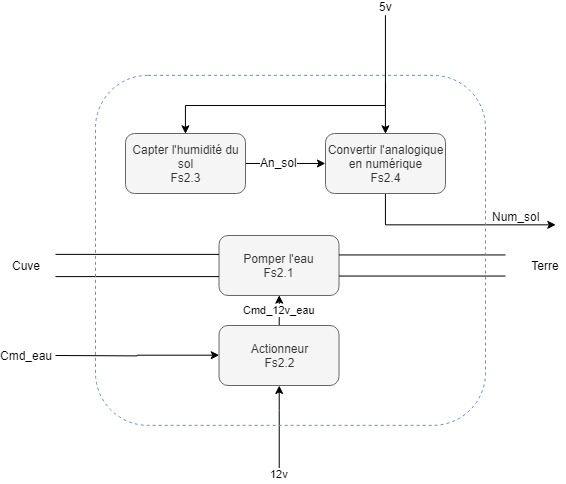 5v
Capter l'humidité du
sol
Fs2.3
An_sol
Convertir l'analogique
en numérique
Fs2.4
Num_sol
Cuve
Pomper l'eau
Fs2.1
Terre
Cmd_12v_eau
Cmd_eau
Actionneur
Fs2.2
12v